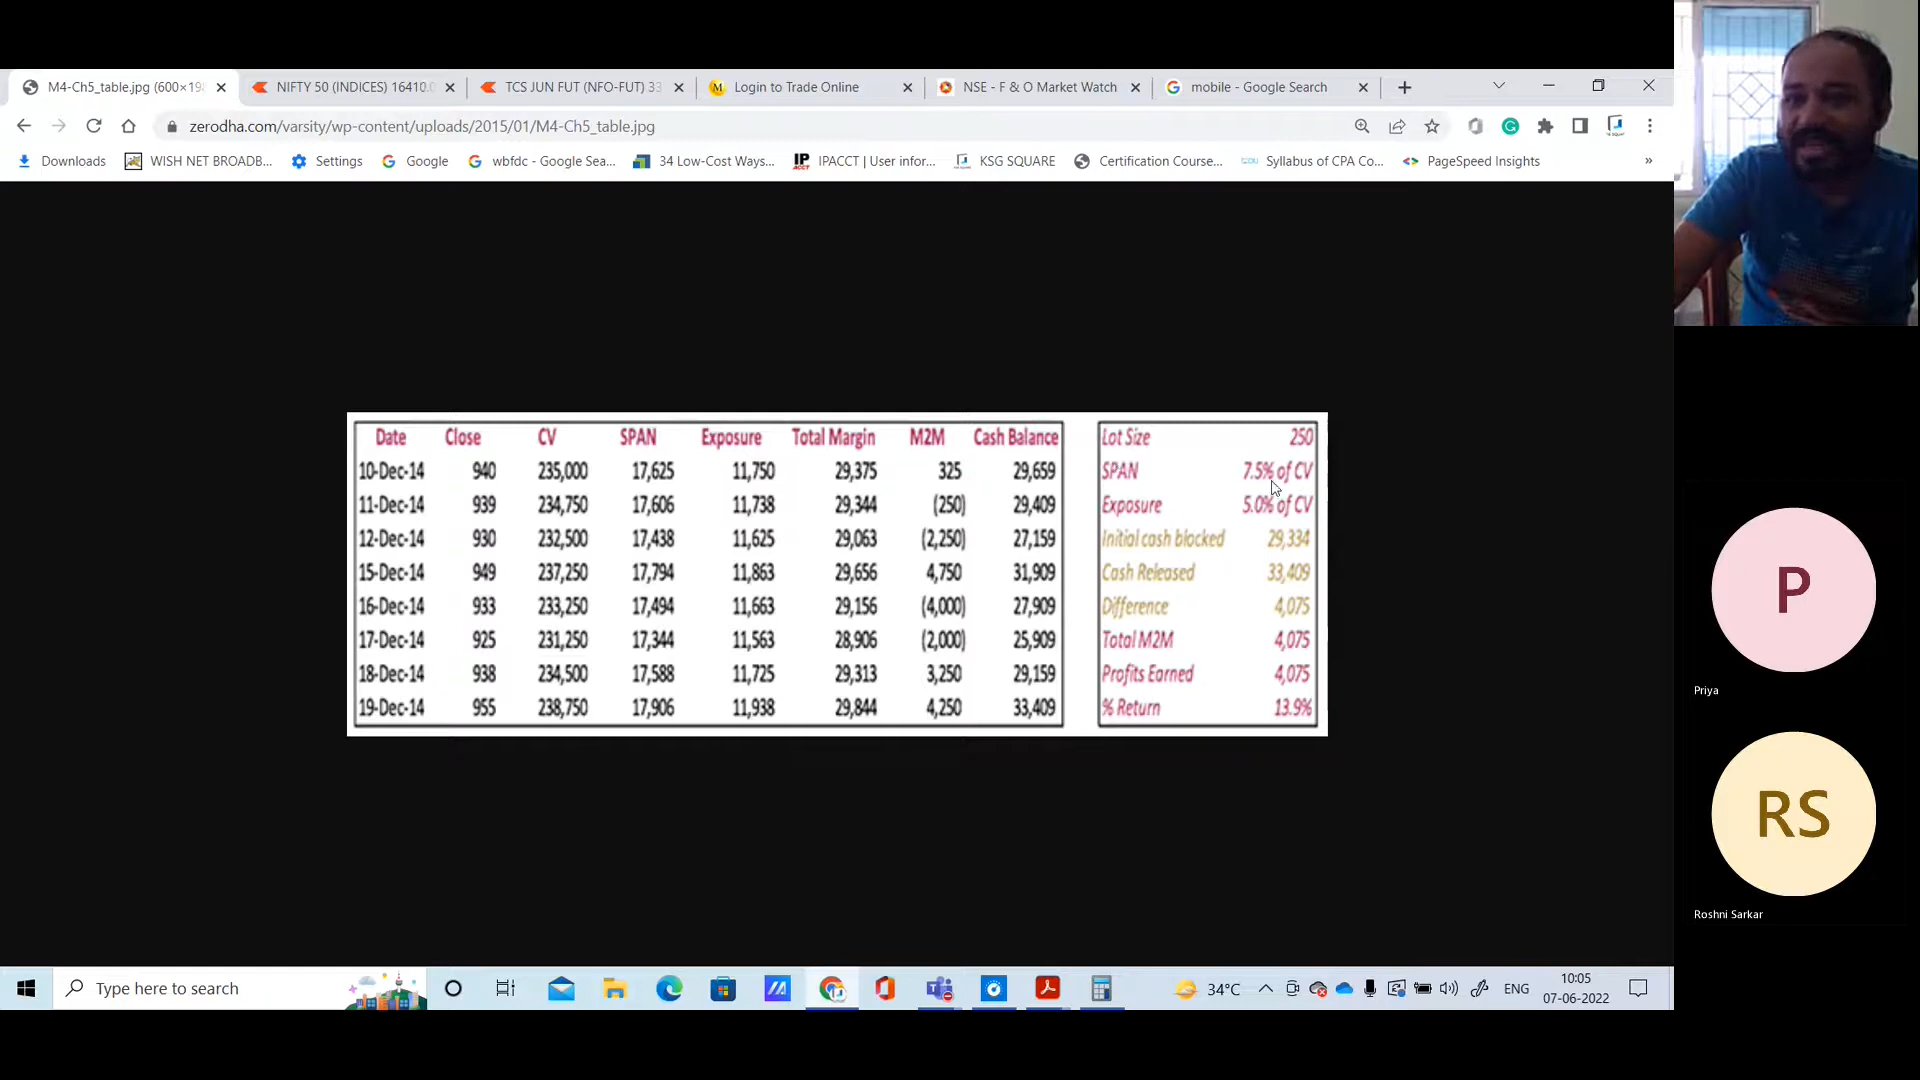 M4-Ch5_table.jpg (600×19
NIFTY 50 (INDICES) 16410.0
TCS JUN FUT (NFO-FUT) 33
Login to Trade Online
NSE - F & O Market Watch
mobile - Google Search
zerodha.com/varsity/wp-content/uploads/2015/01/M4-Ch5_table.jpg
Downloads WISH NET BROADB... Settings Google wbfdc - Google Sea... 34 Low-Cost Ways... IPACCT | User infor... KSG SQUARE Certification Course... Syllabus of CPA Co... PageSpeed Insights »
Date Close CV SPAN Exposure Total Margin M2M Cash Balance
10-Dec-14 940 235,000 17,625 11,750 29,375 325 29,659
11-Dec-14 939 234,750 17,606 11,738 29,344 (250) 29,409
12-Dec-14 930 232,500 17,438 11,625 29,063 (2,250) 27,159
15-Dec-14 949 237,250 17,794 11,863 29,656 4,750 31,909
16-Dec-14 933 233,250 17,494 11,663 29,156 (4,000) 27,909
17-Dec-14 925 231,250 17,344 11,563 28,906 (2,000) 25,909
18-Dec-14 938 234,500 17,588 11,725 29,313 3,250 29,159
19-Dec-14 955 238,750 17,906 11,938 29,844 4,250 33,409
Lot Size 250
SPAN 7.5% of CV
Exposure 5.0% of CV
Initial cash blocked 29,334
Cash Released 33,409
Difference 4,075
Total M2M 4,075
Profits Earned 4,075
% Return 13.9%
P
Priya
RS
Roshni Sarkar
Type here to search
34°C
ENG
10:05
07-06-2022